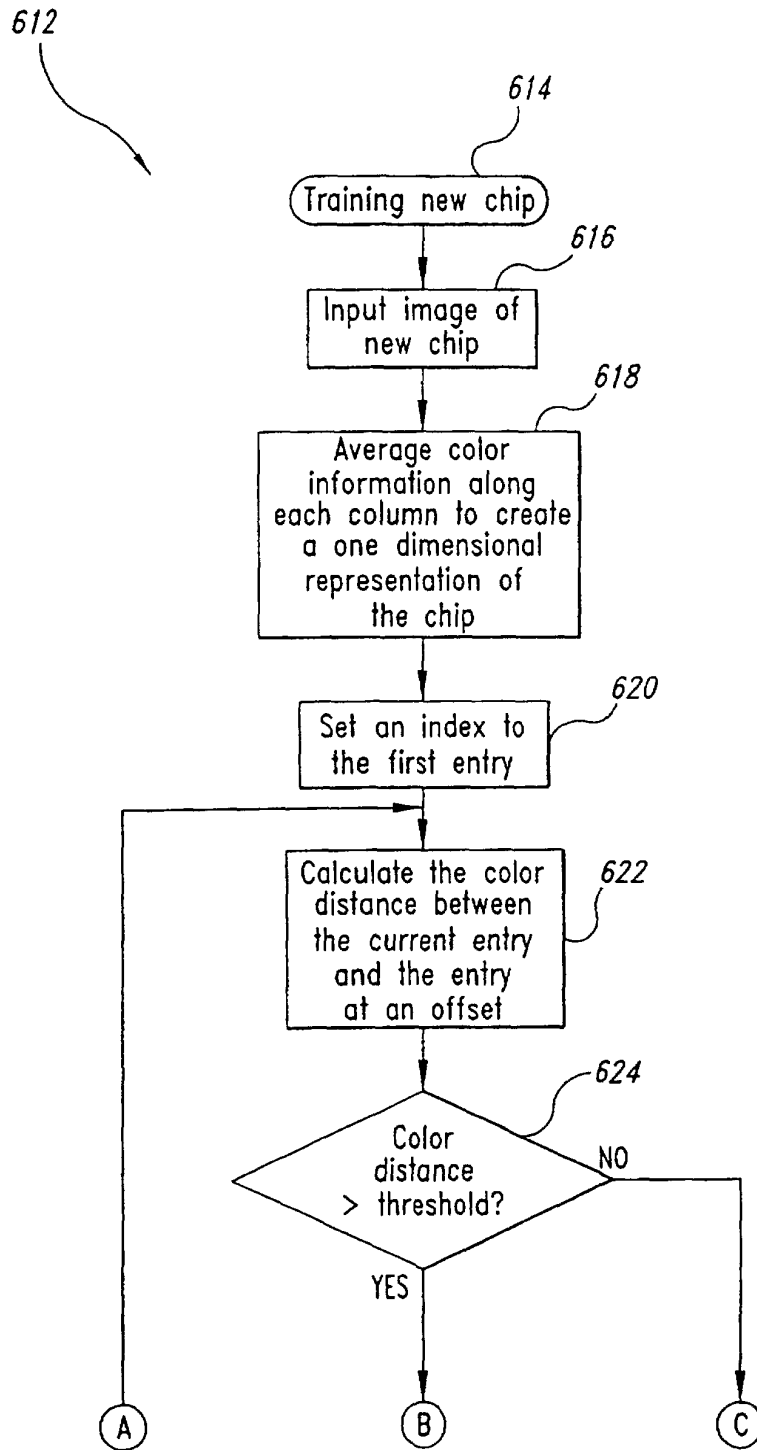 612
614
Training new chip
616
Input image of
new chip
618
Average color
information along
each column to create
a one dimensional
representation of
the chip
620
Set an index to
the first entry
622
Calculate the color
distance between
the current entry
and the entry
at an offset
624
Color
distance
> threshold?
NO
YES
A
B
C